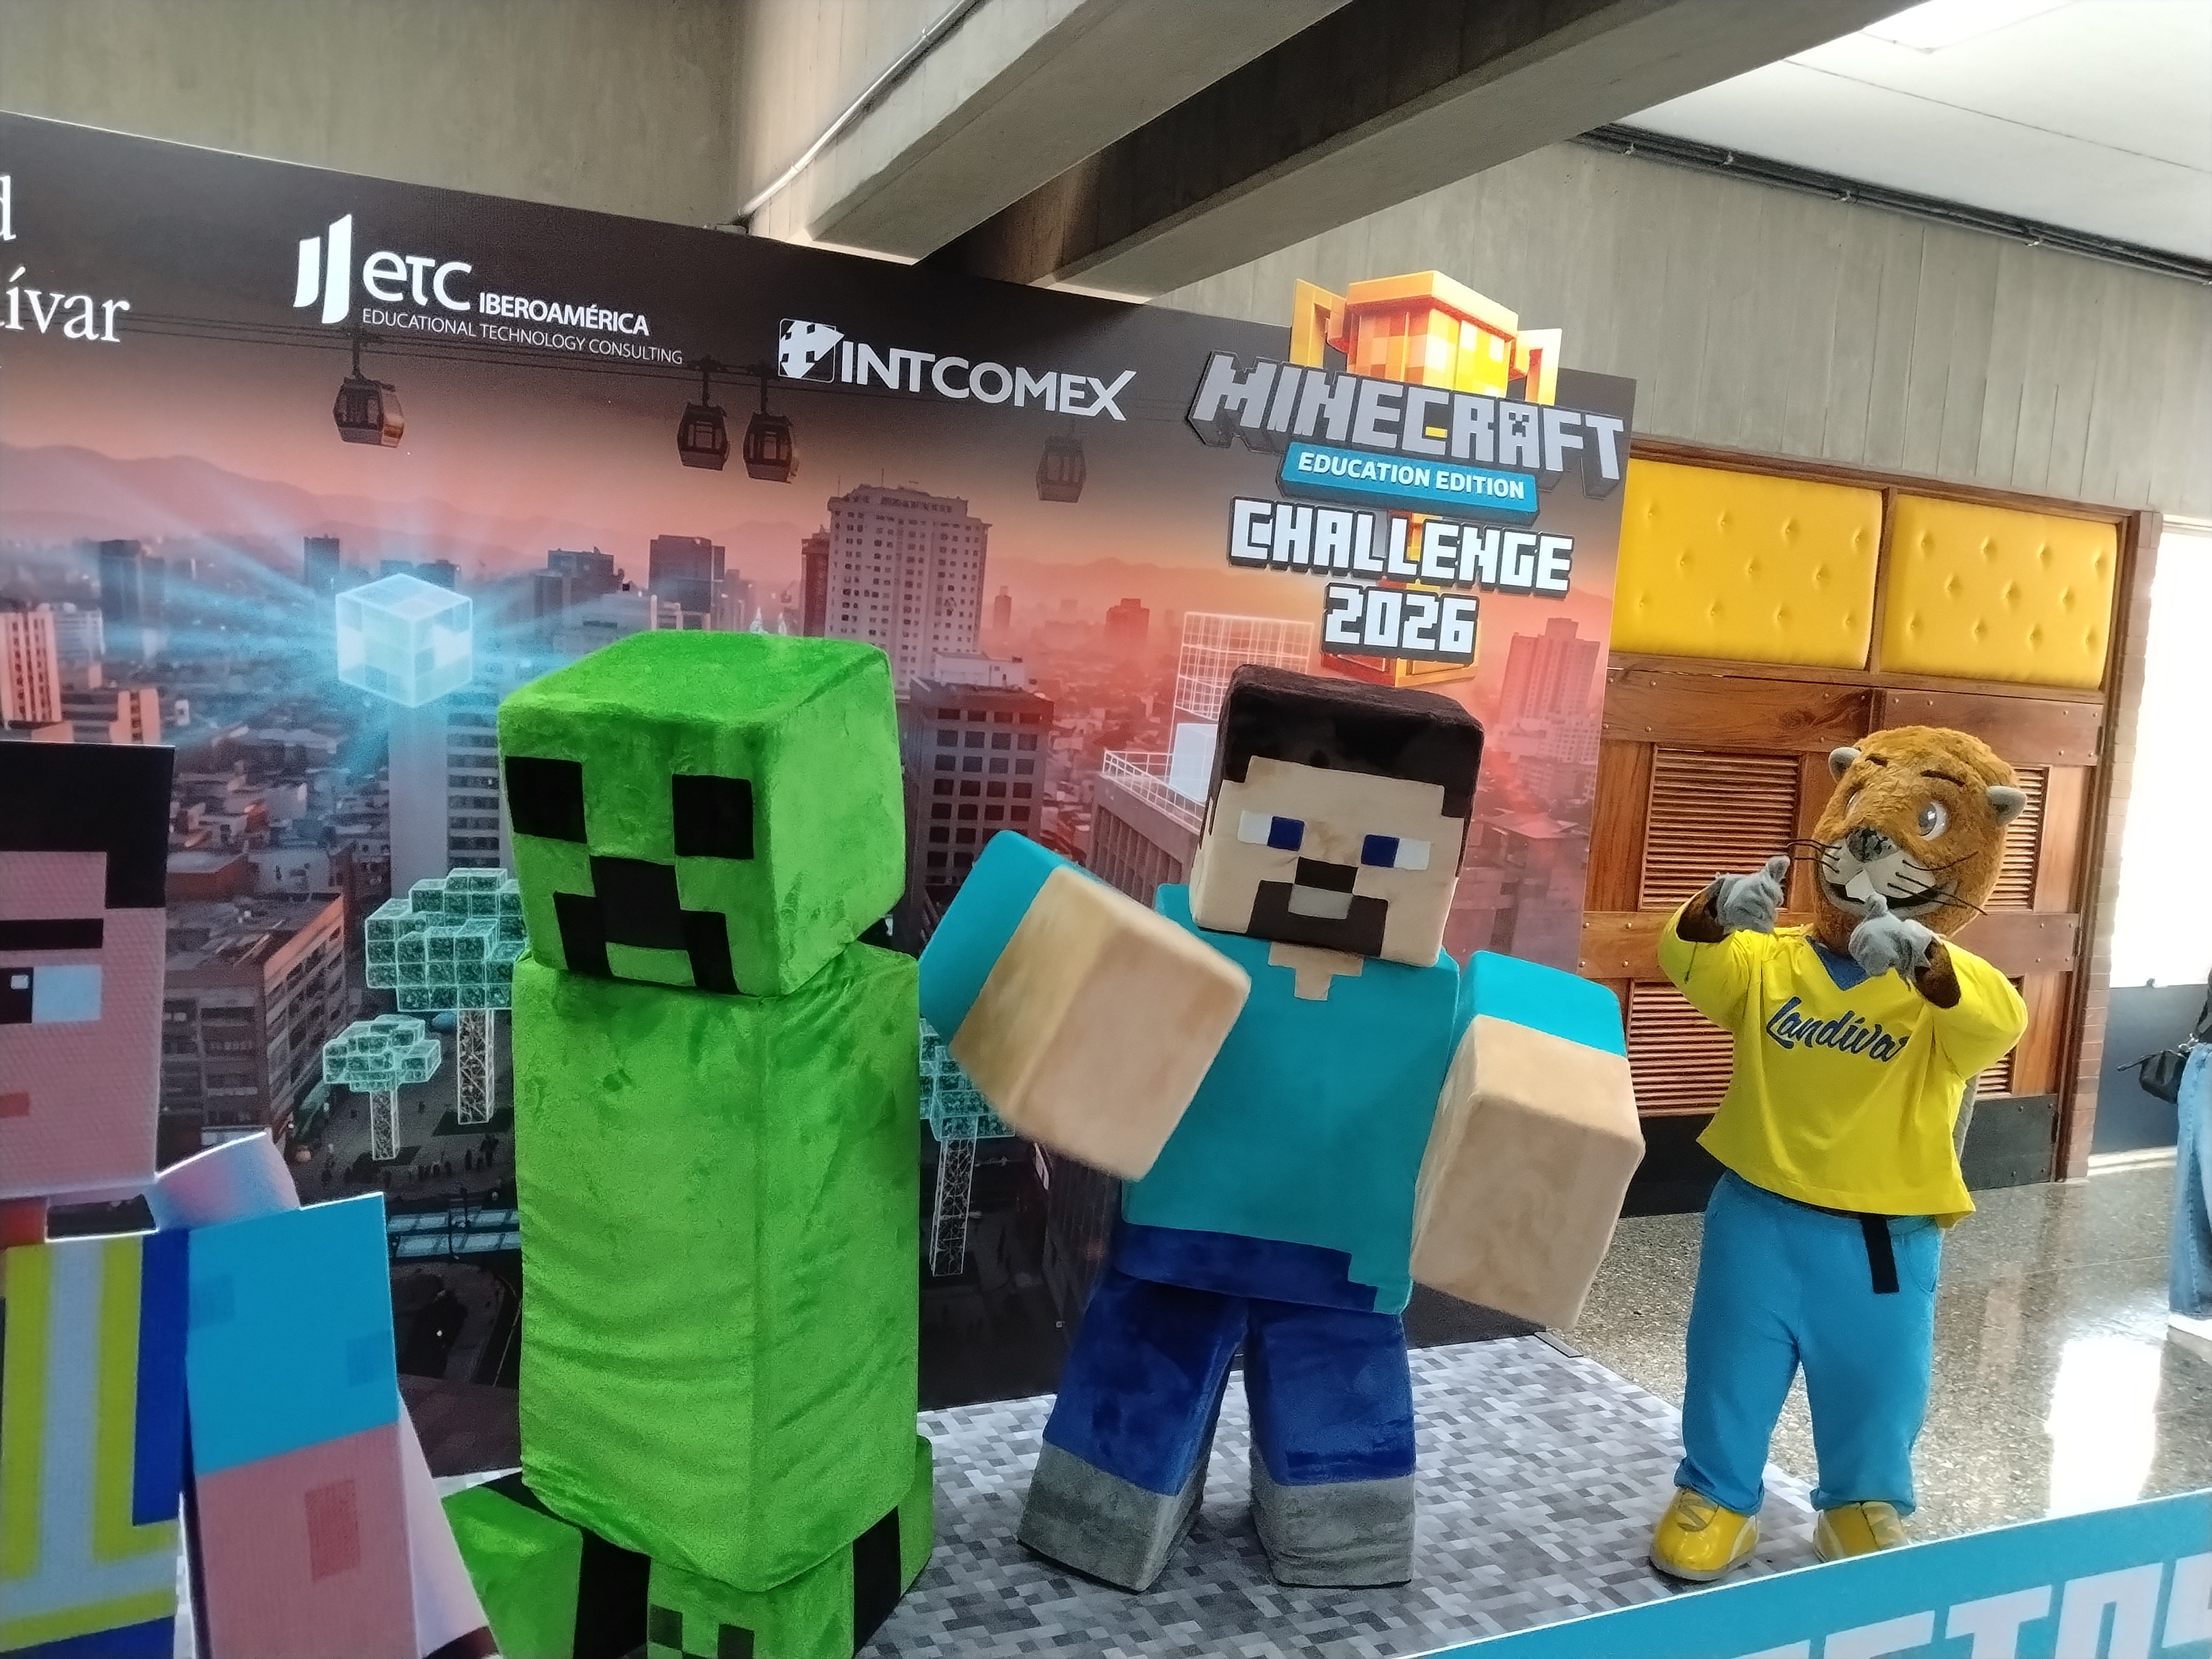 ívar
etc IBEROAMÉRICA
EDUCATIONAL TECHNOLOGY CONSULTING
INTCOMEX
MINECRAFT
EDUCATION EDITION
CHALLENGE
2026
Landívar